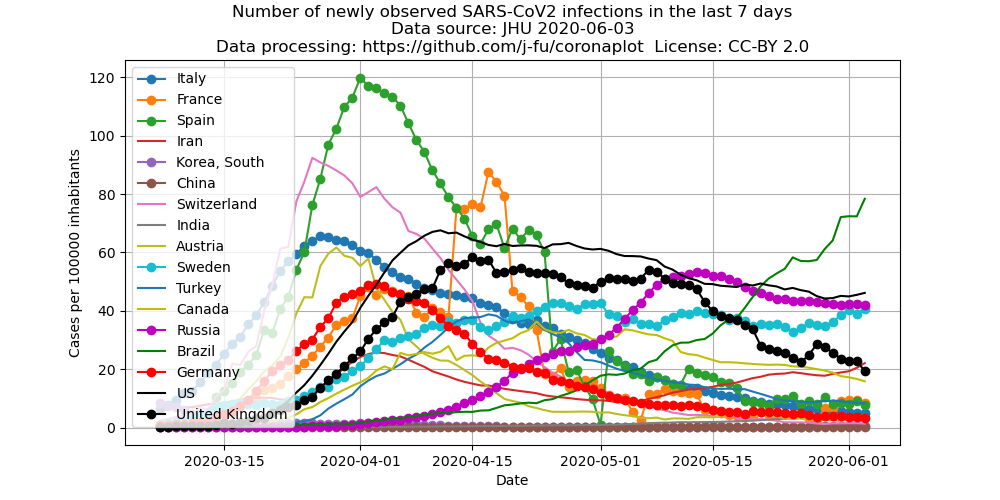 Number of newly observed SARS-CoV2 infections in the last 7 days
Data source: JHU 2020-06-03
Data processing: https://github.com/j-fu/coronaplot  License: CC-BY 2.0
Cases per 100000 inhabitants
120
100
80
60
40
20
0
Italy
France
Spain
Iran
Korea, South
China
Switzerland
India
Austria
Sweden
Turkey
Canada
Russia
Brazil
Germany
US
United Kingdom
2020-03-15
2020-04-01
2020-04-15
2020-05-01
2020-05-15
2020-06-01
Date